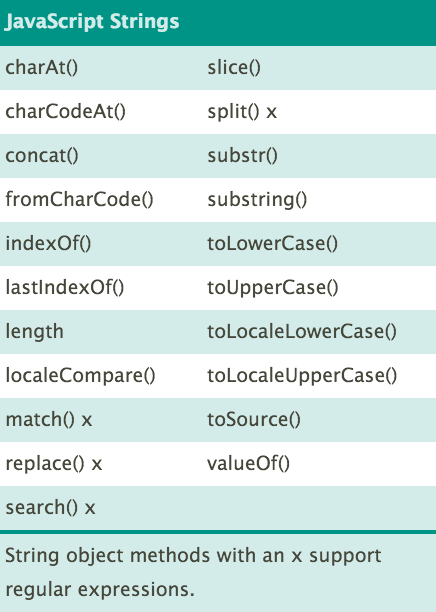 JavaScript Strings
charAt() slice()
charCodeAt() split() x
concat() substr()
fromCharCode() substring()
indexOf() toLowerCase()
lastIndexOf() toUpperCase()
length toLocaleLowerCase()
localeCompare() toLocaleUpperCase()
match() x toSource()
replace() x valueOf()
search() x
String object methods with an x support
regular expressions.